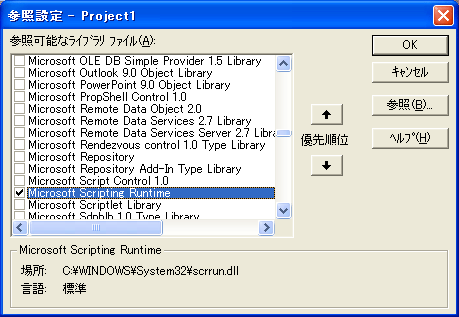 参照設定 - Project1
参照可能なライブラリ ファイル(A):
Microsoft OLE DB Simple Provider 1.5 Library
Microsoft Outlook 9.0 Object Library
Microsoft PowerPoint 9.0 Object Library
Microsoft PropShell Control 1.0
Microsoft Remote Data Object 2.0
Microsoft Remote Data Services 2.7 Library
Microsoft Remote Data Services Server 2.7 Libra
Microsoft Rendezvous control 1.0 Type Library
Microsoft Repository
Microsoft Repository Add-In Type Library
Microsoft Script Control 1.0
Microsoft Scripting Runtime
Microsoft Scriptlet Library
Microsoft Sdpblb 1.0 Type Library
優先順位
OK
キャンセル
参照(B)...
ヘルプ(H)
Microsoft Scripting Runtime
場所: C:¥WINDOWS¥System32¥scrrun.dll
言語: 標準